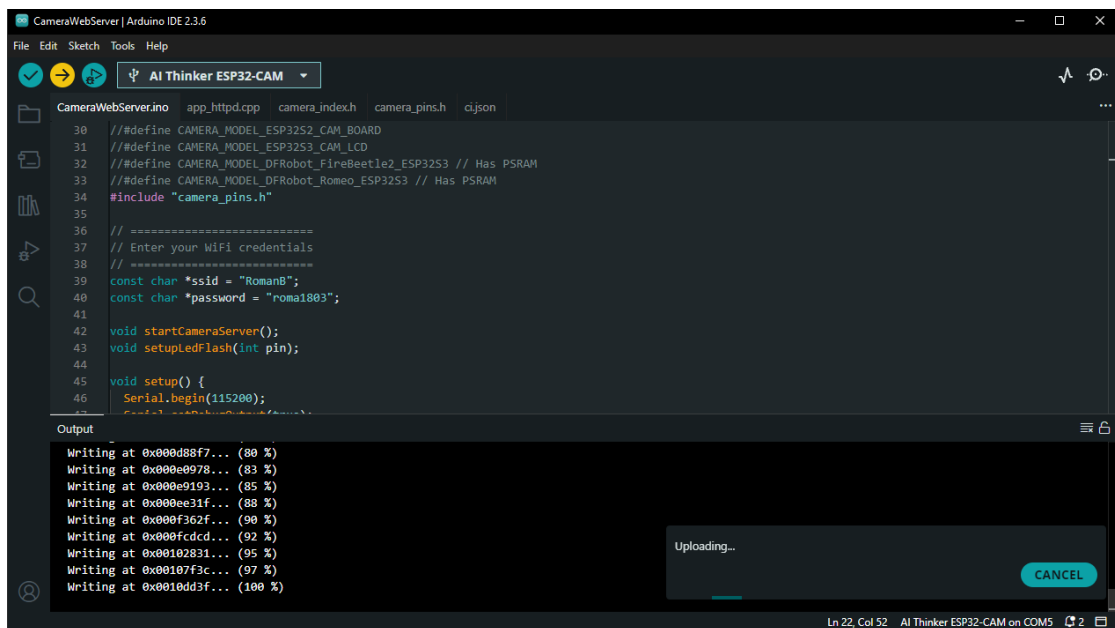 CameraWebServer | Arduino IDE 2.3.6
File Edit Sketch Tools Help
AI Thinker ESP32-CAM
CameraWebServer.ino app_httpd.cpp camera_index.h camera_pins.h ci.json
30 //#define CAMERA_MODEL_ESP32S2_CAM_BOARD
31 //#define CAMERA_MODEL_ESP32S3_CAM_LCD
32 //#define CAMERA_MODEL_DFRobot_FireBeetle2_ESP32S3 // Has PSRAM
33 //#define CAMERA_MODEL_DFRobot_Romeo_ESP32S3 // Has PSRAM
34 #include "camera_pins.h"
35
36 // ===========================
37 // Enter your WiFi credentials
38 // ===========================
39 const char *ssid = "RomanB";
40 const char *password = "roma1803";
41
42 void startCameraServer();
43 void setupLedFlash(int pin);
44
45 void setup() {
46 Serial.begin(115200);
47 Serial.setDebugOutput(true);
Output
Writing at 0x000d88f7... (80 %)
Writing at 0x000e0978... (83 %)
Writing at 0x000e9193... (85 %)
Writing at 0x000ee31f... (88 %)
Writing at 0x000f362f... (90 %)
Writing at 0x000fcdcd... (92 %)
Writing at 0x00102831... (95 %)
Writing at 0x00107f3c... (97 %)
Writing at 0x0010dd3f... (100 %)
Uploading...
CANCEL
Ln 22, Col 52 AI Thinker ESP32-CAM on COM5 2